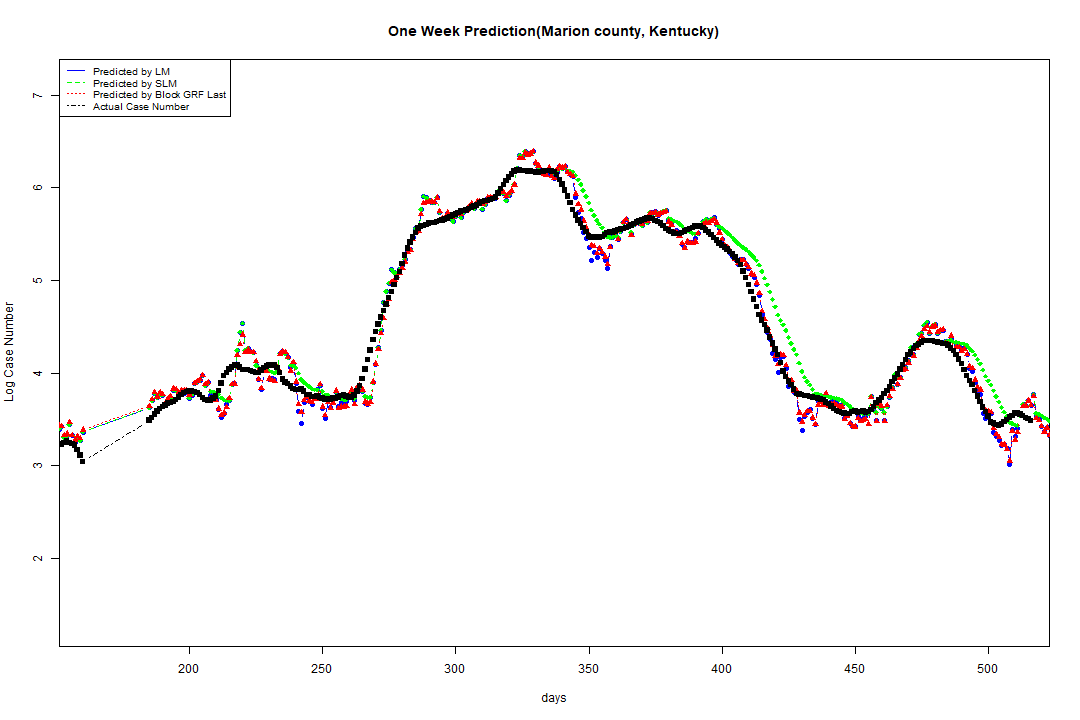 One Week Prediction(Marion county, Kentucky)
Predicted by LM
Predicted by SLM
Predicted by Block GRF Last
Actual Case Number
7
6
5
4
3
2
Log Case Number
200 250 300 350 400 450 500
days